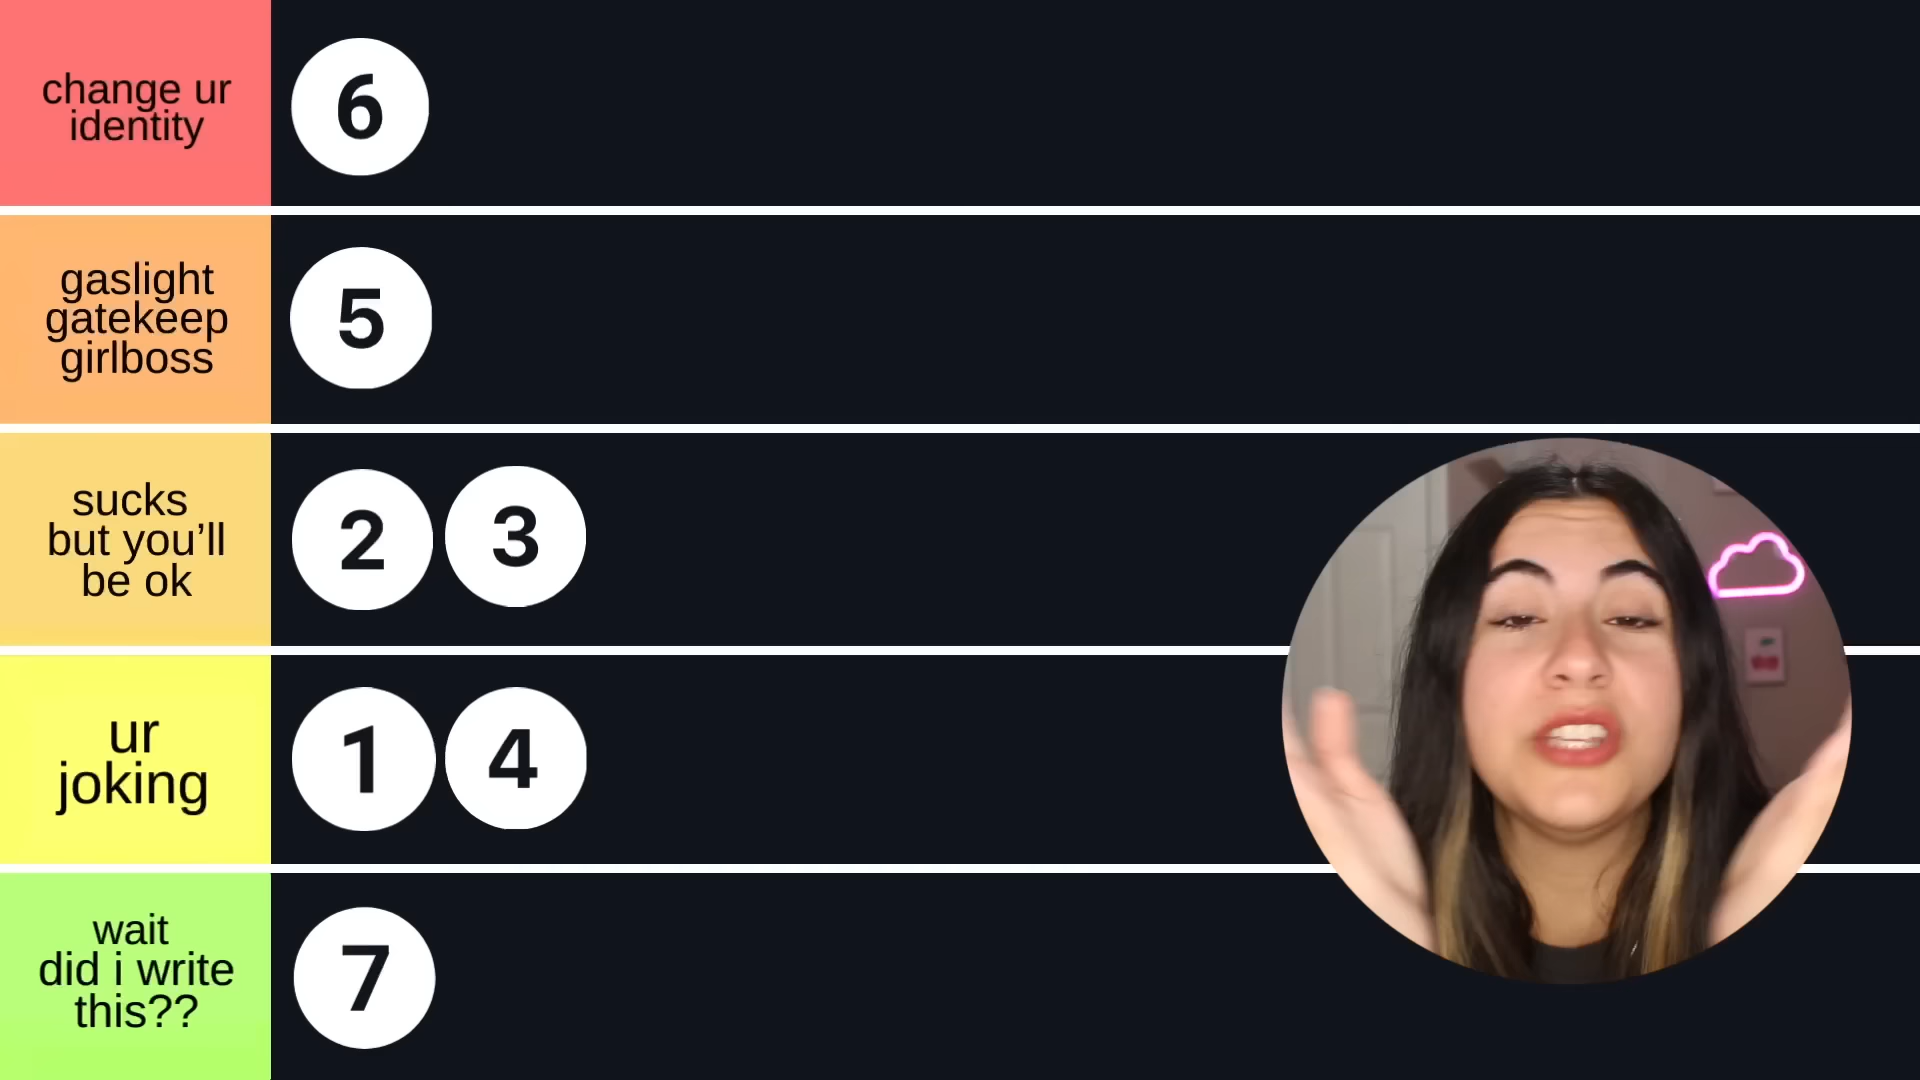 change ur
identity
6
gaslight
gatekeep
girlboss
5
sucks
but you’ll
be ok
2 3
ur
joking
1 4
wait
did i write
this??
7